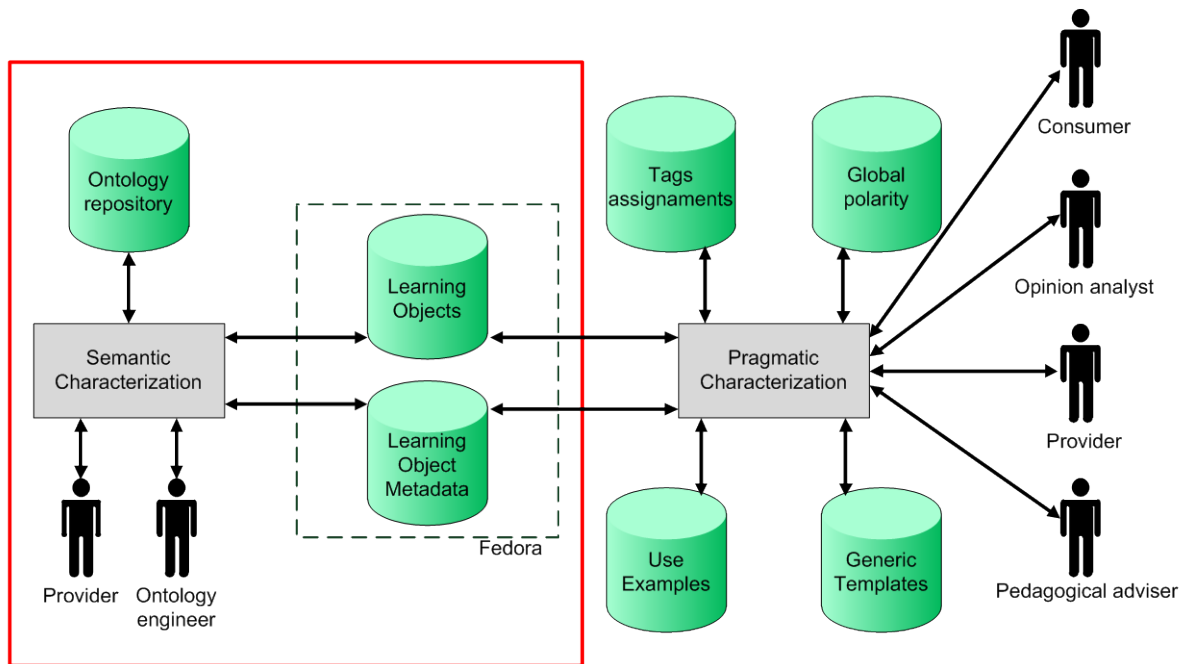 Ontology
repository
Semantic
Characterization
Provider
Ontology
engineer
Learning
Objects
Learning
Object
Metadata
Fedora
Tags
assignaments
Global
polarity
Pragmatic
Characterization
Use
Examples
Generic
Templates
Consumer
Opinion analyst
Provider
Pedagogical adviser